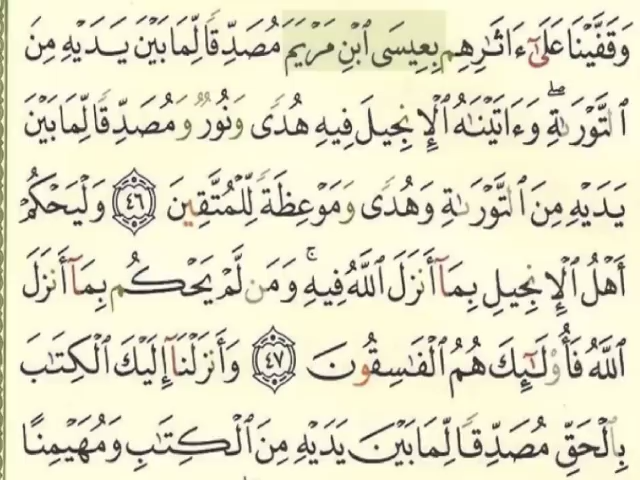 وَقَفَّيْنَا عَلَىٰٓ ءَاثَٰرِهِم بِعِيسَى ٱبْنِ مَرْيَمَ مُصَدِّقًا لِّمَا بَيْنَ يَدَيْهِ مِنَ
ٱلتَّوْرَىٰةِ ۖ وَءَاتَيْنَٰهُ ٱلْإِنجِيلَ فِيهِ هُدًى وَنُورٌ وَمُصَدِّقًا لِّمَا بَيْنَ
يَدَيْهِ مِنَ ٱلتَّوْرَىٰةِ وَهُدًى وَمَوْعِظَةً لِّلْمُتَّقِينَ ٤٦ وَلْيَحْكُمْ
أَهْلُ ٱلْإِنجِيلِ بِمَآ أَنزَلَ ٱللَّهُ فِيهِ ۚ وَمَن لَّمْ يَحْكُم بِمَآ أَنزَلَ
ٱللَّهُ فَأُو۟لَٰٓئِكَ هُمُ ٱلْفَٰسِقُونَ ٤٧ وَأَنزَلْنَآ إِلَيْكَ ٱلْكِتَٰبَ
بِٱلْحَقِّ مُصَدِّقًا لِّمَا بَيْنَ يَدَيْهِ مِنَ ٱلْكِتَٰبِ وَمُهَيْمِنًا